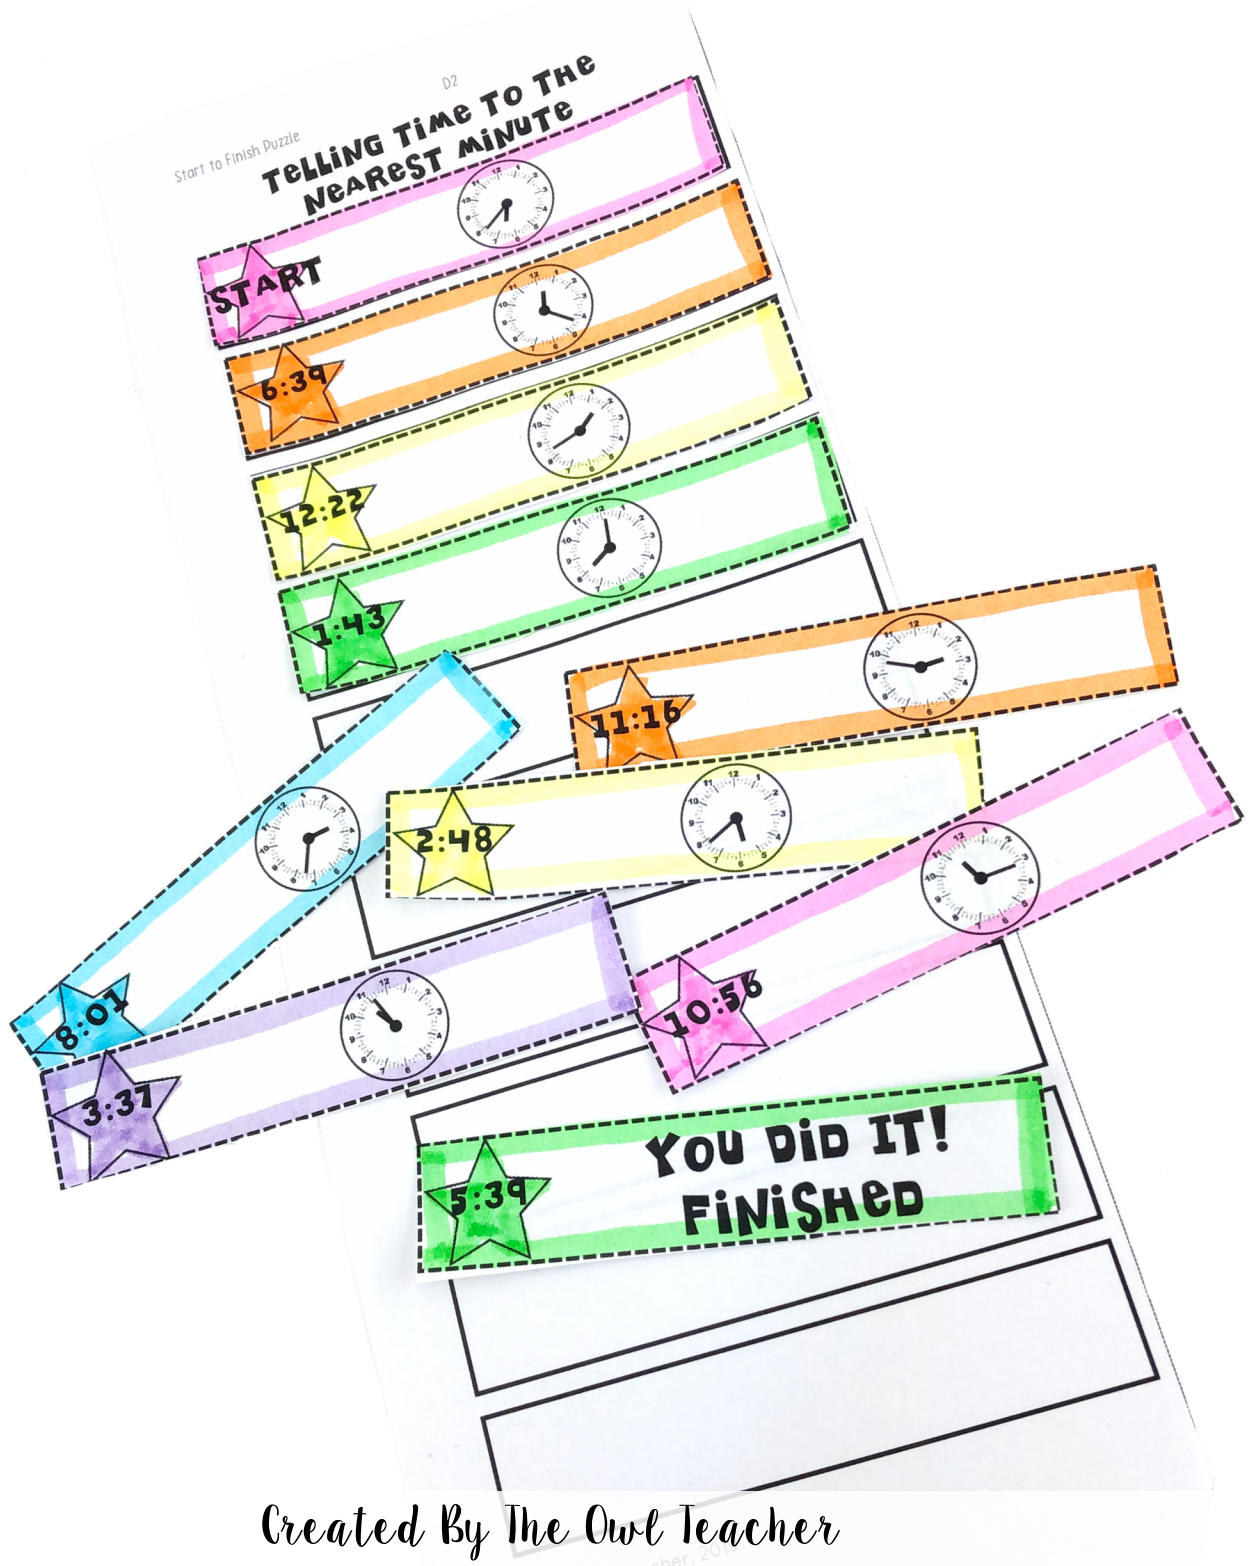 D2
Start to Finish Puzzle
TELLING TIME TO THE
NEAREST MINUTE
START
6:39
12:22
1:43
11:16
2:48
8:01
10:56
3:37
5:39
YOU DID IT!
FINISHED
Created By The Owl Teacher